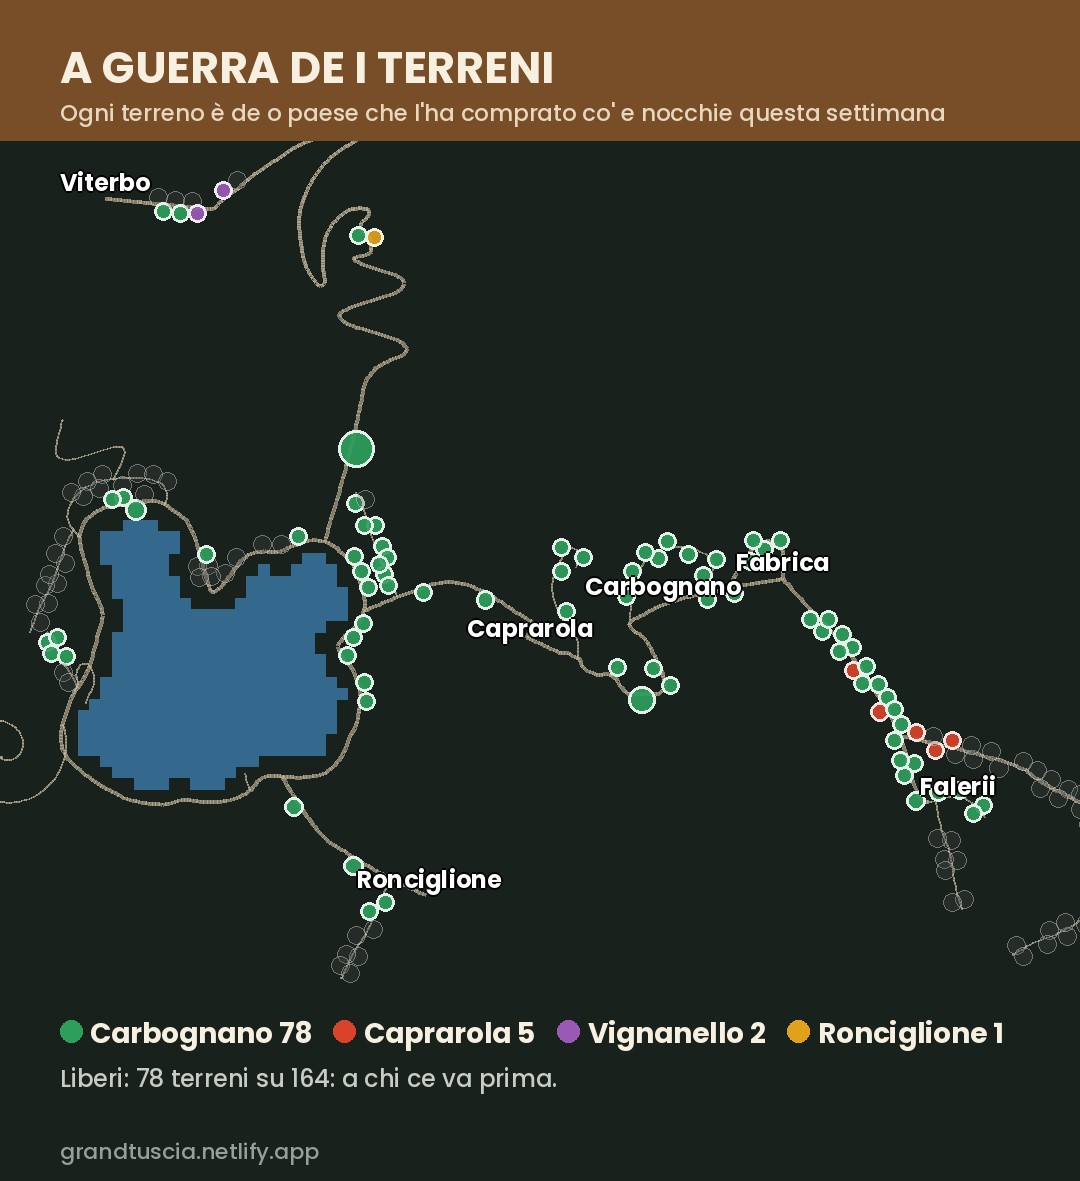 A GUERRA DE I TERRENI
Ogni terreno è de o paese che l'ha comprato co' e nocchie questa settimana
Viterbo
Fabrica
Carbognano
Caprarola
Falerii
Ronciglione
Carbognano 78 Caprarola 5 Vignanello 2 Ronciglione 1
Liberi: 78 terreni su 164: a chi ce va prima.
grandtuscia.netlify.app